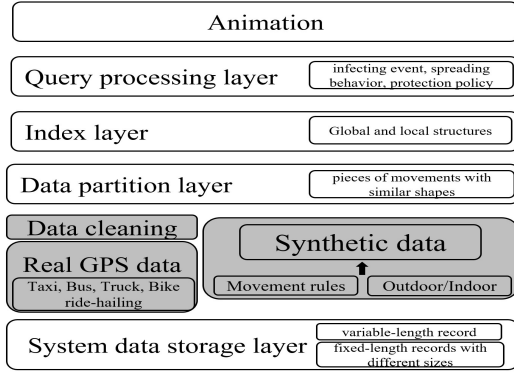 Animation
Query processing layer
infecting event, spreading
behavior, protection policy
Index layer
Global and local structures
Data partition layer
pieces of movements with
similar shapes
Data cleaning
Real GPS data
Taxi, Bus, Truck, Bike
ride-hailing
Synthetic data
Movement rules
Outdoor/Indoor
System data storage layer
variable-length record
fixed-length records with
different sizes